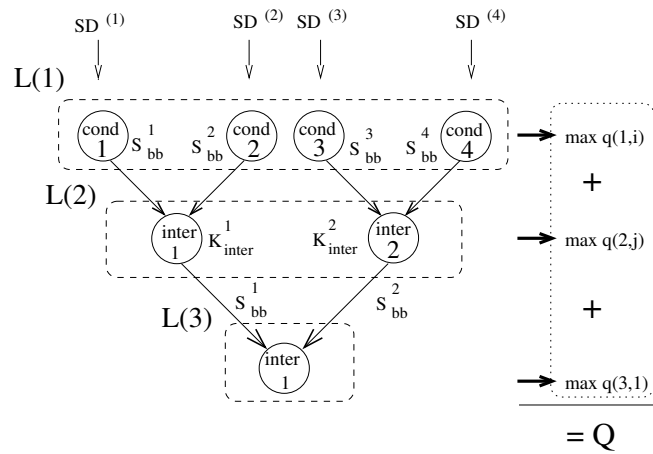 SD (1) SD (2) SD (3) SD (4)
L(1)
cond 1 S bb 1 S bb 2 cond 2 cond 3 S bb 3 S bb 4 cond 4 max q(1,i)
+
L(2)
inter 1 K inter 1 K inter 2 inter 2 max q(2,j)
S bb 1 S bb 2
+
L(3)
inter 1 max q(3,1)
= Q